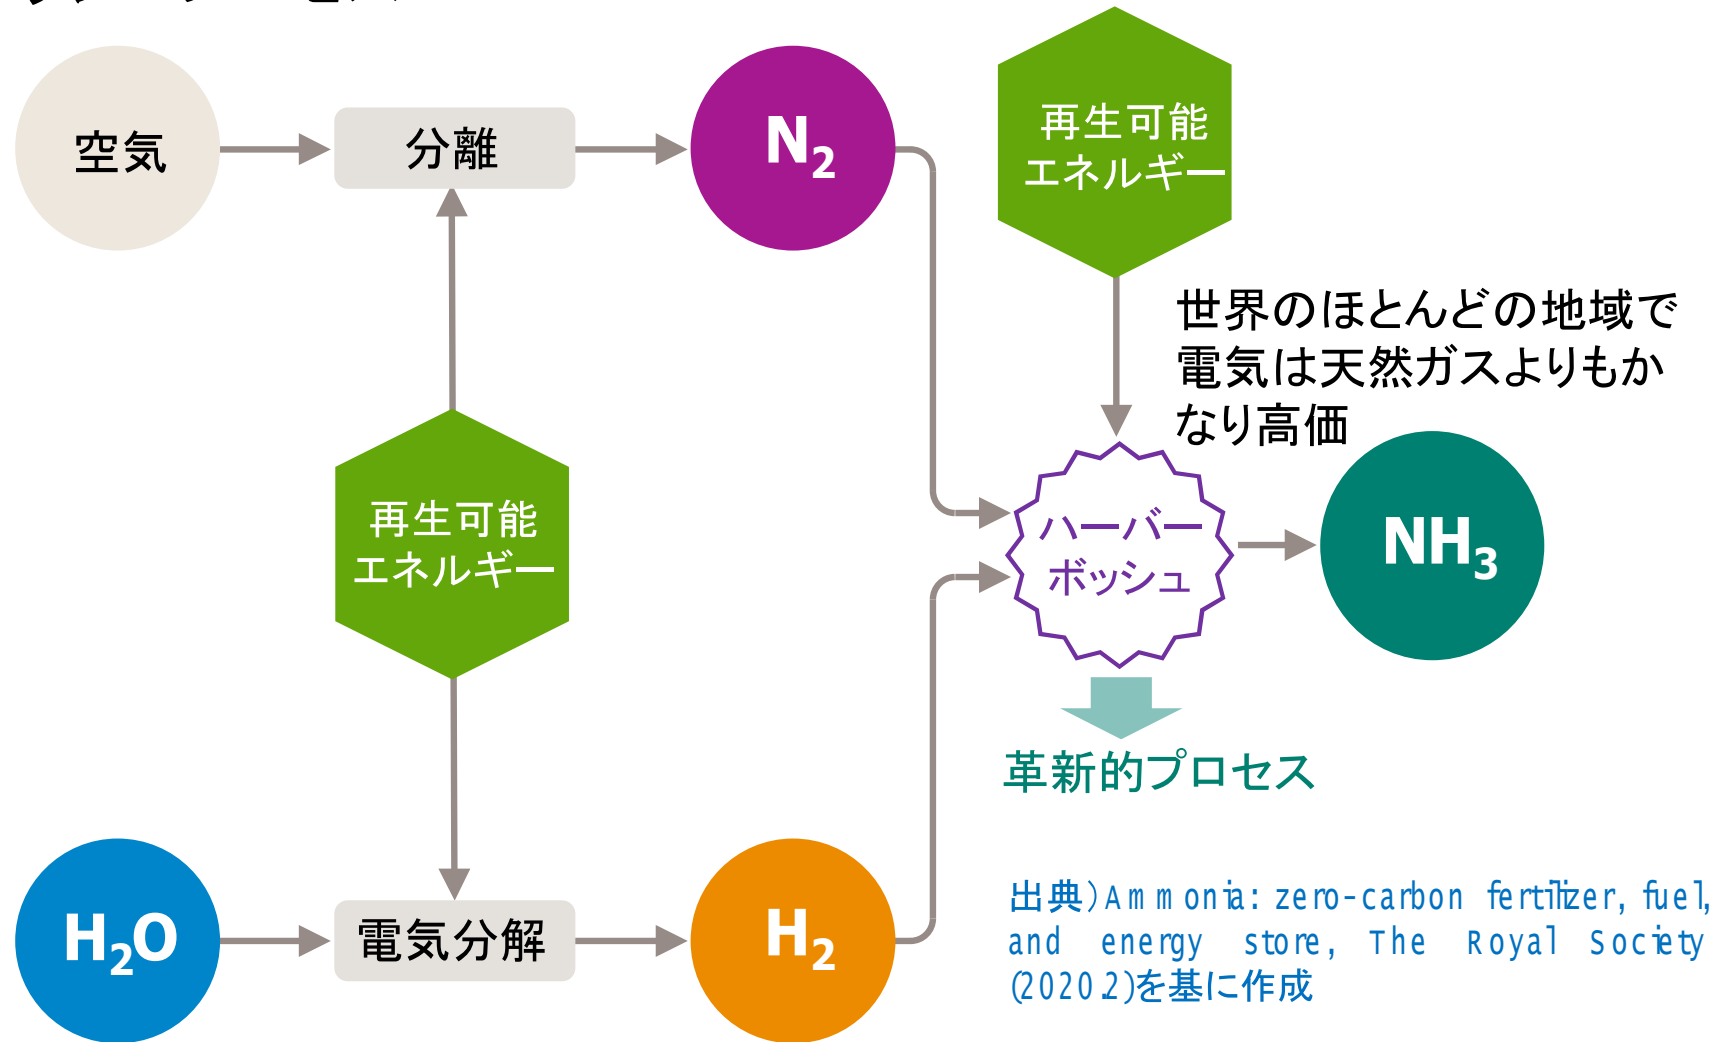 空気
分離
N₂
再生可能
エネルギー
世界のほとんどの地域で
電気は天然ガスよりもか
なり高価
再生可能
エネルギー
ハーバー
ボッシュ
NH₃
革新的プロセス
H₂O
電気分解
H₂
出典)Ammonia: zero-carbon fertilizer, fuel,
and energy store, The Royal Society
(2020.2)を基に作成